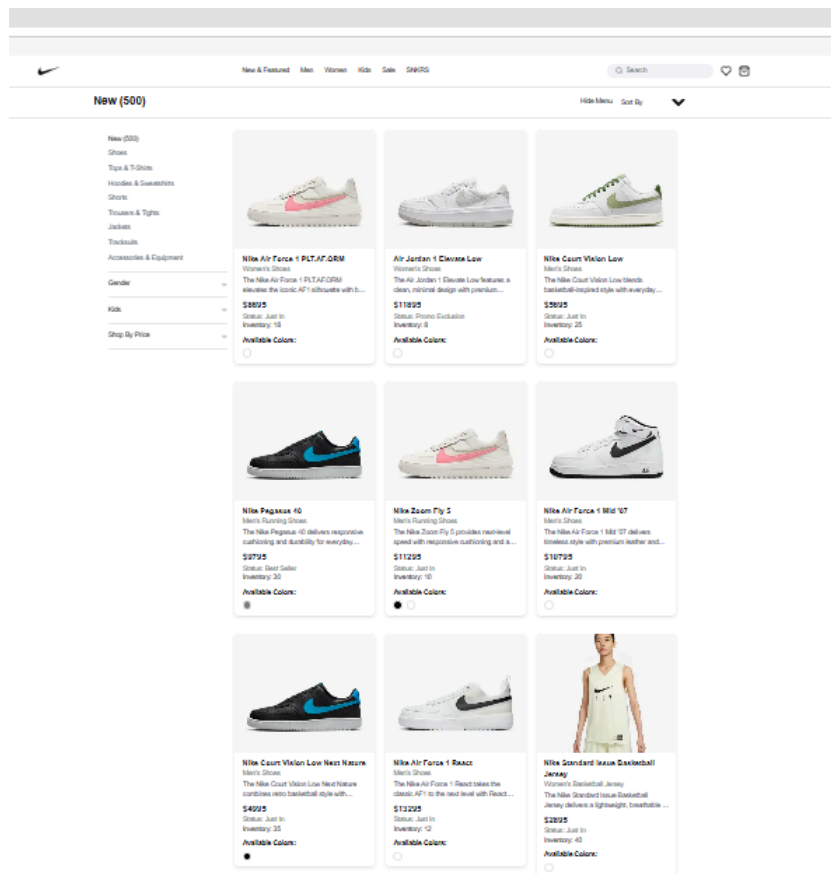 New & Featured Men Women Kids Sale SNKRS
Search
New (500)
Hide Menu Sort By
New (500)
Shoes
Tops & T-Shirts
Hoodies & Sweatshirts
Shorts
Trousers & Tights
Jackets
Tracksuits
Accessories & Equipment
Gender
Kids
Shop By Price
Nike Air Force 1 PLT.AF.ORM
Women's Shoes
The Nike Air Force 1 PLT.AF.ORM
elevates the iconic AF1 silhouette with b...
$8695
Status: Just In
Inventory: 18
Available Colors:
Air Jordan 1 Elevate Low
Women's Shoes
The Air Jordan 1 Elevate Low features a
clean, minimal design with premium...
$11895
Status: Promo Exclusion
Inventory: 8
Available Colors:
Nike Court Vision Low
Men's Shoes
The Nike Court Vision Low blends
basketball-inspired style with everyday...
$5695
Status: Just In
Inventory: 25
Available Colors:
Nike Pegasus 40
Men's Running Shoes
The Nike Pegasus 40 delivers responsive
cushioning and durability for everyday...
$9795
Status: Best Seller
Inventory: 30
Available Colors:
Nike Zoom Fly 5
Men's Running Shoes
The Nike Zoom Fly 5 provides next-level
speed with responsive cushioning and a...
$11295
Status: Just In
Inventory: 10
Available Colors:
Nike Air Force 1 Mid '07
Men's Shoes
The Nike Air Force 1 Mid '07 delivers
timeless style with premium leather and...
$10795
Status: Just In
Inventory: 20
Available Colors:
Nike Court Vision Low Next Nature
Men's Shoes
The Nike Court Vision Low Next Nature
combines retro basketball style with...
$4995
Status: Just In
Inventory: 35
Available Colors:
Nike Air Force 1 React
Men's Shoes
The Nike Air Force 1 React takes the
classic AF1 to the next level with React...
$13295
Status: Just In
Inventory: 12
Available Colors:
Nike Standard Issue Basketball
Jersey
Women's Basketball Jersey
The Nike Standard Issue Basketball
Jersey delivers a lightweight, breathable ...
$2895
Status: Just In
Inventory: 40
Available Colors: